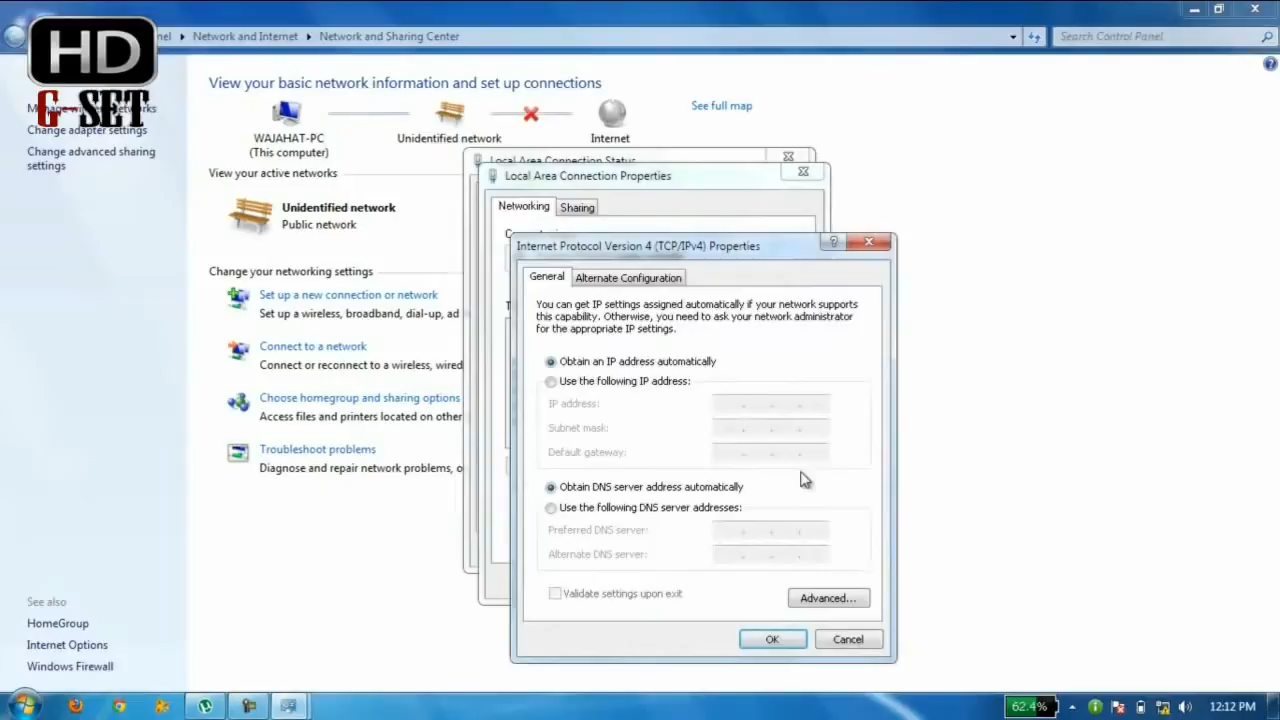 HD
G-SET
nel ▸ Network and Internet ▸ Network and Sharing Center
Search Control Panel
Change adapter settings
Change advanced sharing
settings
See also
HomeGroup
Internet Options
Windows Firewall
View your basic network information and set up connections
See full map
WAJAHAT-PC
(This computer)
Unidentified network
Internet
View your active networks
Unidentified network
Public network
Change your networking settings
Set up a new connection or network
Set up a wireless, broadband, dial-up, ad
Connect to a network
Connect or reconnect to a wireless, wired
Choose homegroup and sharing options
Access files and printers located on other
Troubleshoot problems
Diagnose and repair network problems, o
Local Area Connection Status
Local Area Connection Properties
Networking
Sharing
Internet Protocol Version 4 (TCP/IPv4) Properties
General
Alternate Configuration
You can get IP settings assigned automatically if your network supports
this capability. Otherwise, you need to ask your network administrator
for the appropriate IP settings.
Obtain an IP address automatically
Use the following IP address:
IP address:
Subnet mask:
Default gateway:
Obtain DNS server address automatically
Use the following DNS server addresses:
Preferred DNS server:
Alternate DNS server:
Validate settings upon exit
Advanced...
OK
Cancel
62.4%
12:12 PM